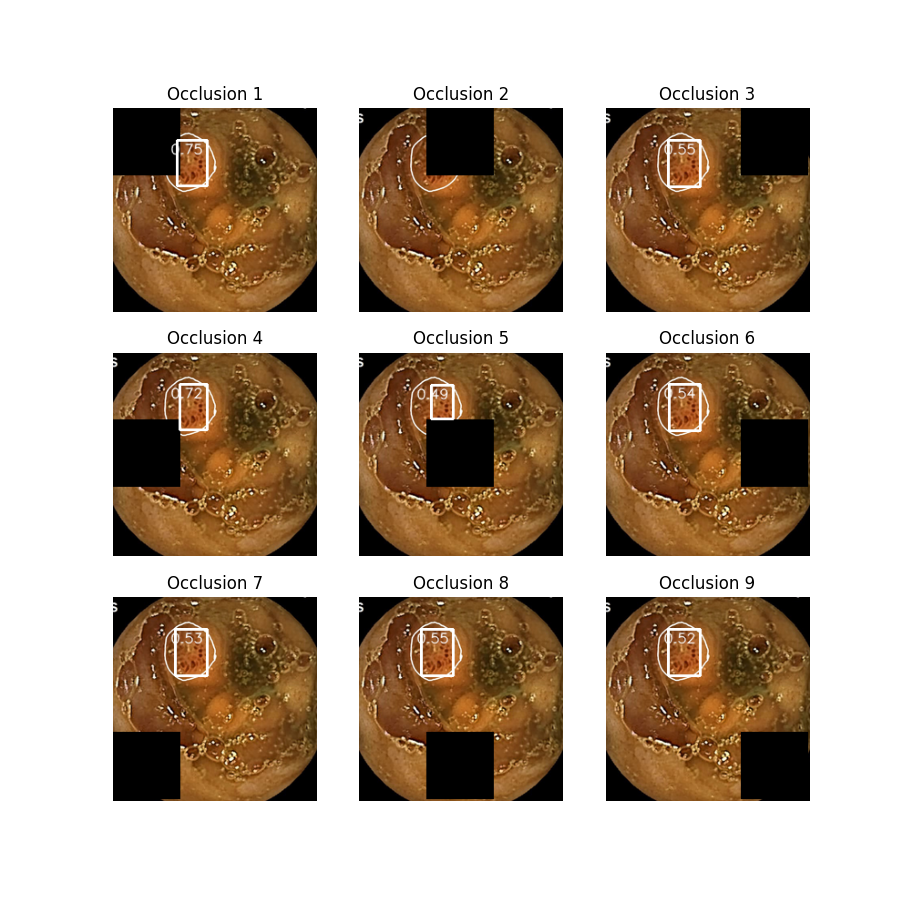 Occlusion 1
Occlusion 2
Occlusion 3
0.75
s
s
0.55
Occlusion 4
Occlusion 5
Occlusion 6
s
0.72
s
0.49
s
0.54
Occlusion 7
Occlusion 8
Occlusion 9
s
0.53
s
0.55
s
0.52